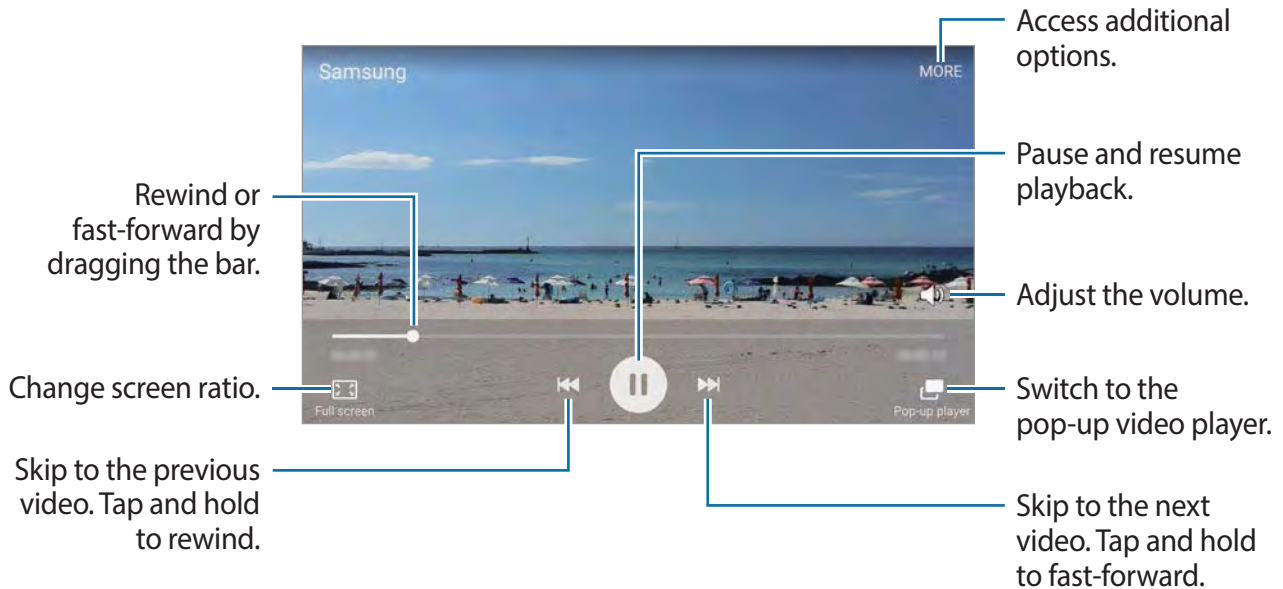 Access additional
options.
Samsung
MORE
Pause and resume
playback.
Rewind or
fast-forward by
dragging the bar.
Adjust the volume.
Change screen ratio.
Full screen
Pop-up player
Switch to the
pop-up video player.
Skip to the previous
video. Tap and hold
to rewind.
Skip to the next
video. Tap and hold
to fast-forward.